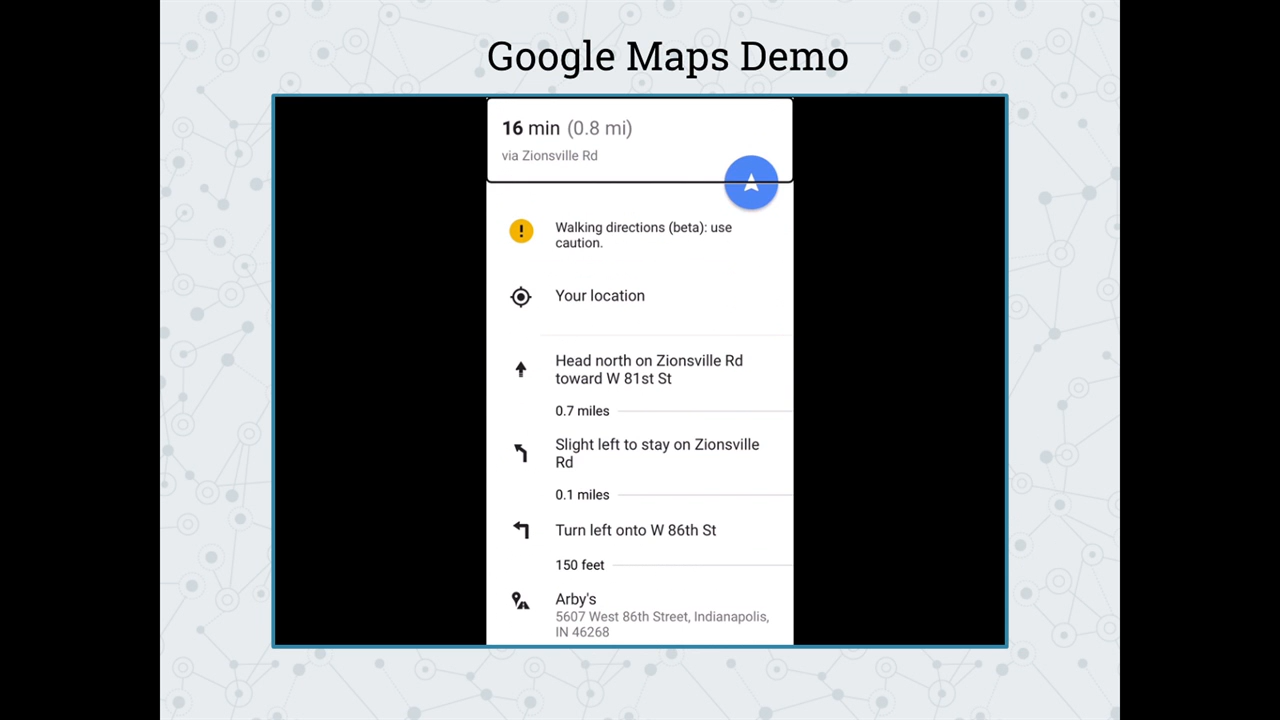 Google Maps Demo
16 min (0.8 mi)
via Zionsville Rd
Walking directions (beta): use
caution.
Your location
Head north on Zionsville Rd
toward W 81st St
0.7 miles
Slight left to stay on Zionsville
Rd
0.1 miles
Turn left onto W 86th St
150 feet
Arby's
5607 West 86th Street, Indianapolis,
IN 46268